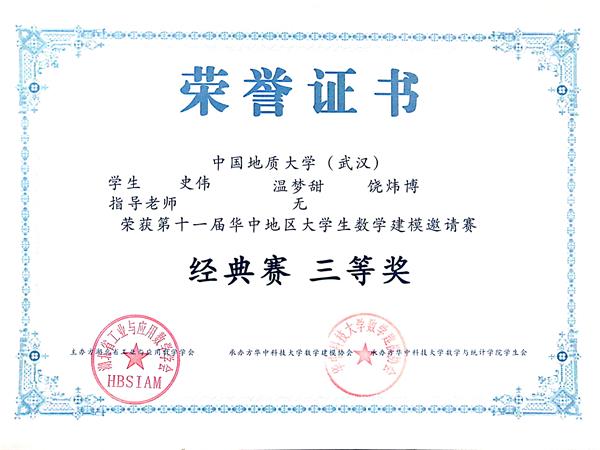 荣誉证书
中国地质大学（武汉）
学生 史伟 温梦甜 饶炜博
指导老师 无
荣获第十一届华中地区大学生数学建模邀请赛
经典赛 三等奖
主办方湖北省工业与应用数学学会 承办方华中科技大学数学建模协会 承办方华中科技大学数学与统计学院学生会
湖北省工业与应用数学学会
HBSIAM
华中科技大学数学建模协会